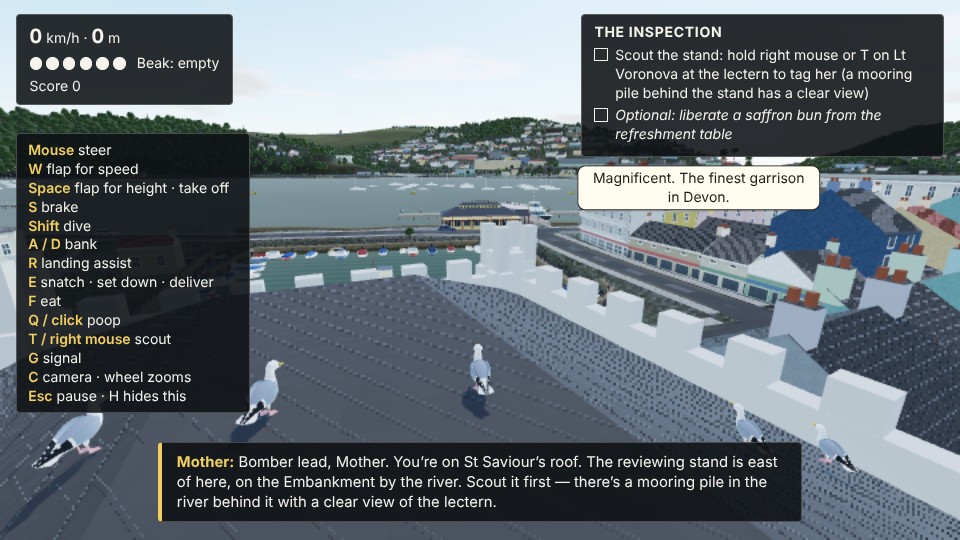 0 km/h · 0 m
Beak: empty
Score 0
Mouse steer
W flap for speed
Space flap for height · take off
S brake
Shift dive
A / D bank
R landing assist
E snatch · set down · deliver
F eat
Q / click poop
T / right mouse scout
G signal
C camera · wheel zooms
Esc pause · H hides this
THE INSPECTION
Scout the stand: hold right mouse or T on Lt
Voronova at the lectern to tag her (a mooring
pile behind the stand has a clear view)
Optional: liberate a saffron bun from the
refreshment table
Magnificent. The finest garrison
in Devon.
Mother: Bomber lead, Mother. You’re on St Saviour’s roof. The reviewing stand is east
of here, on the Embankment by the river. Scout it first — there’s a mooring pile in the
river behind it with a clear view of the lectern.